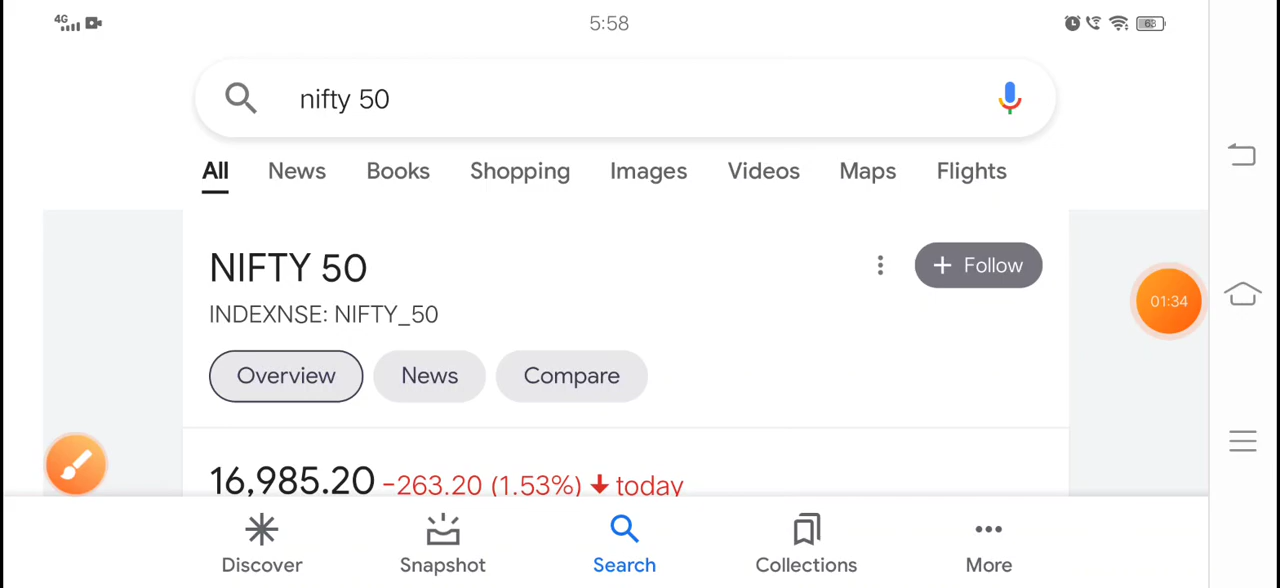 4G 5:58 63
nifty 50
All News Books Shopping Images Videos Maps Flights
NIFTY 50
+ Follow
INDEXNSE: NIFTY_50
01:34
Overview News Compare
16,985.20 -263.20 (1.53%) ↓ today
Discover Snapshot Search Collections More